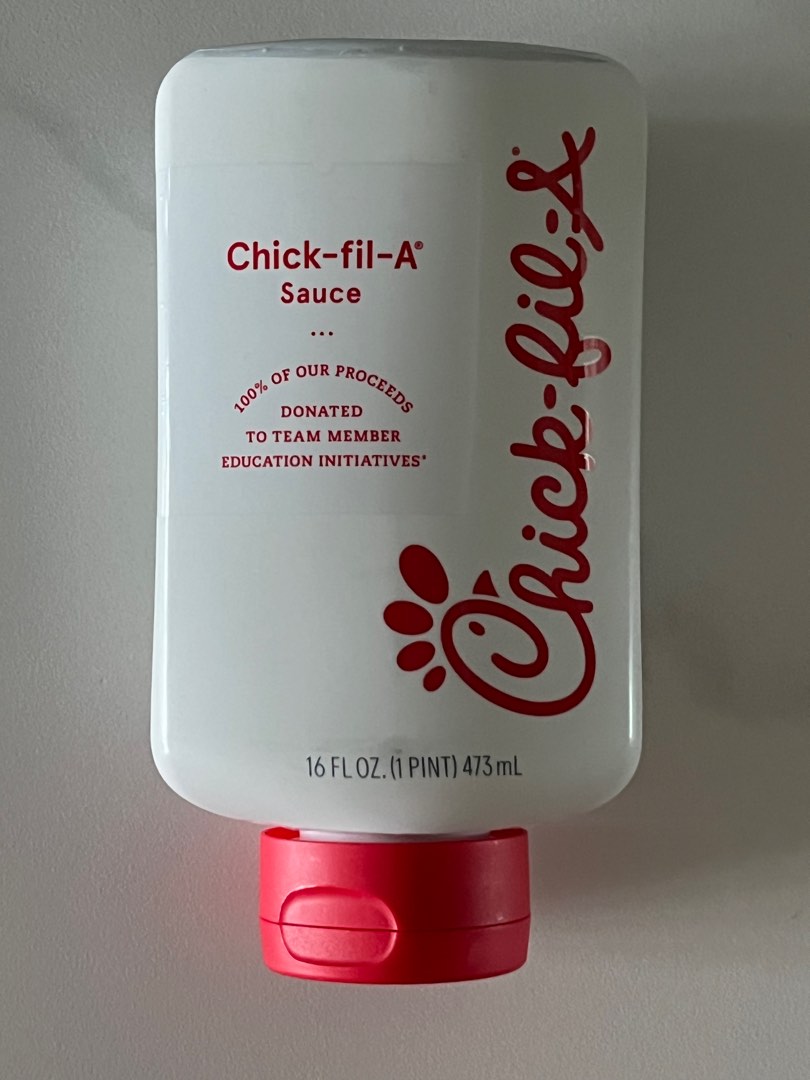 Chick-fil-A®
Sauce
...
100% OF OUR PROCEEDS
DONATED
TO TEAM MEMBER
EDUCATION INITIATIVES*
Chick-fil-A®
16 FL OZ. (1 PINT) 473 mL